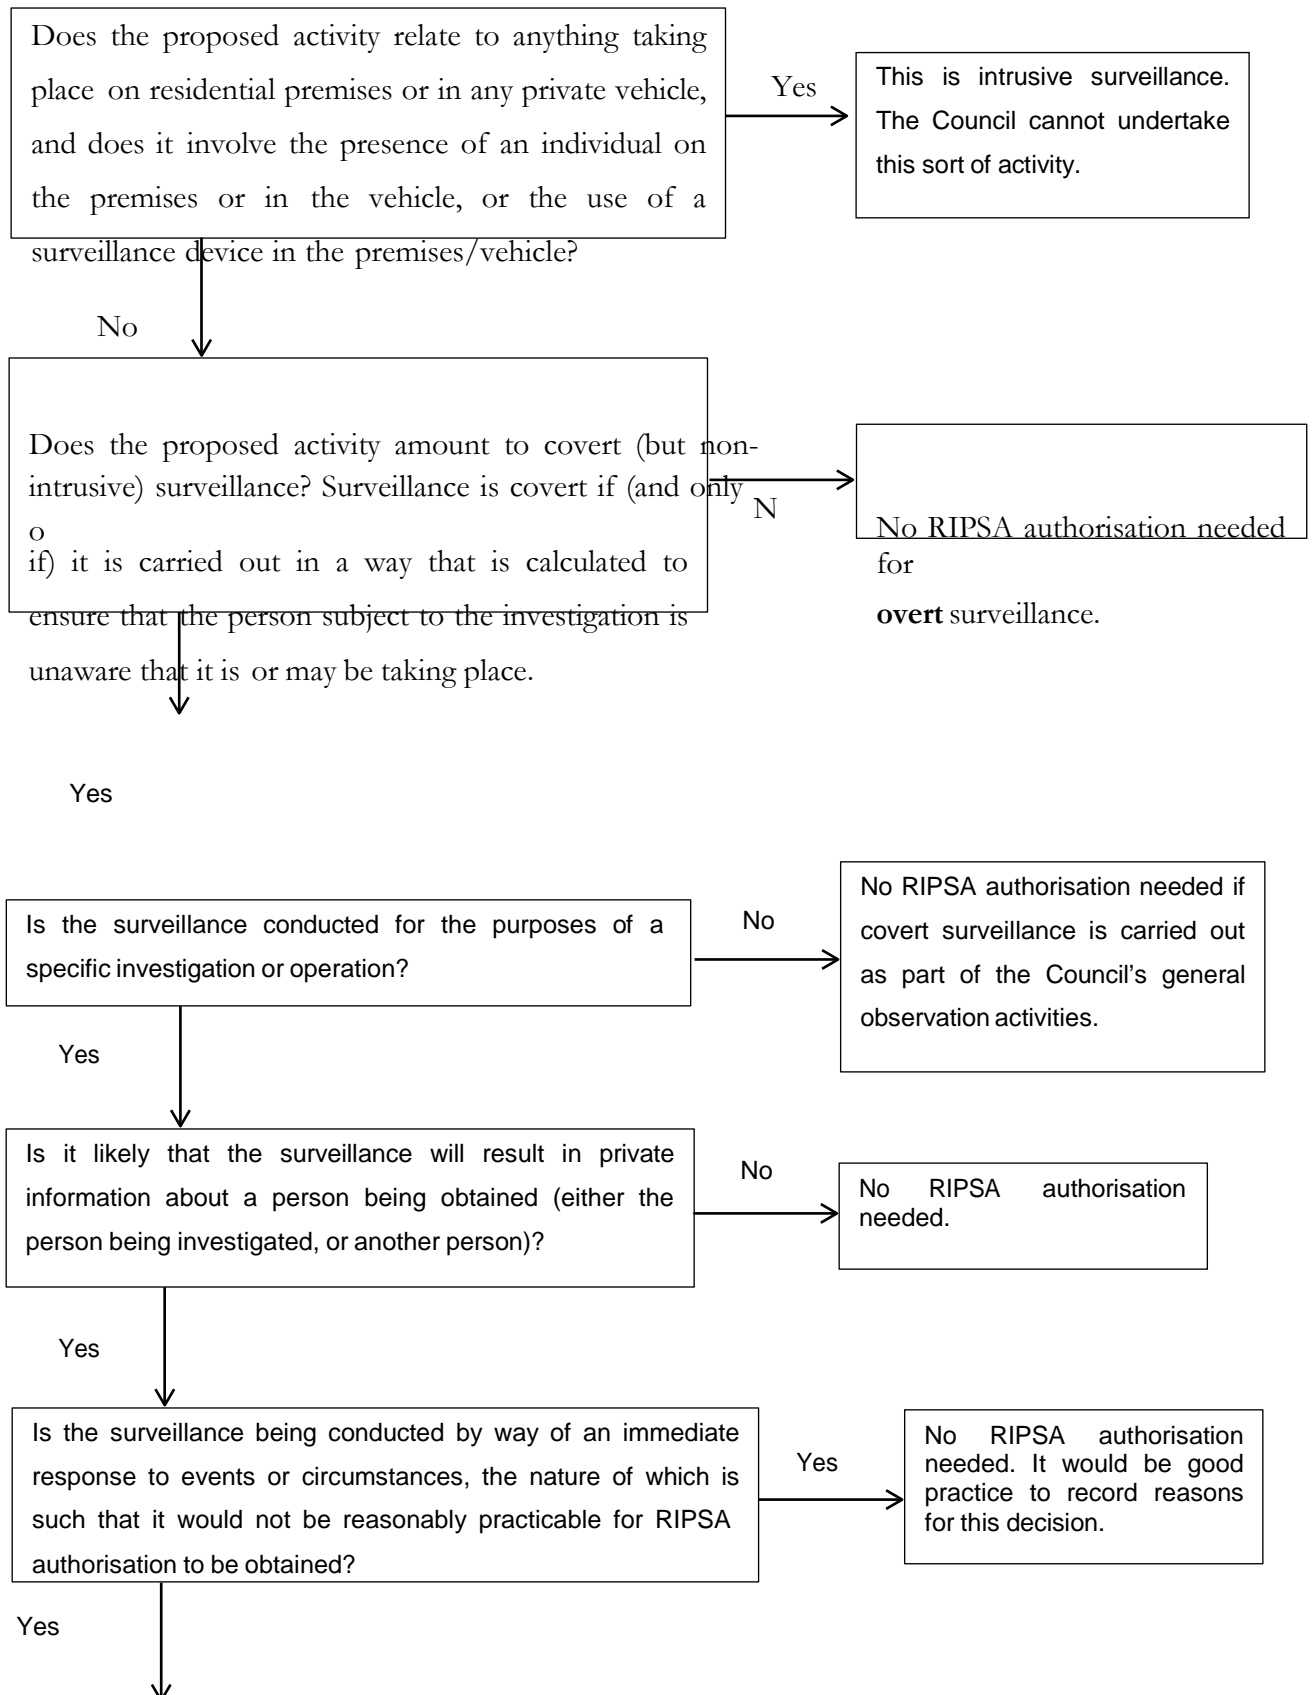 Does the proposed activity relate to anything taking
place on residential premises or in any private vehicle,
and does it involve the presence of an individual on
the premises or in the vehicle, or the use of a
surveillance device in the premises/vehicle?
Yes
This is intrusive surveillance.
The Council cannot undertake
this sort of activity.
No
Does the proposed activity amount to covert (but non-
intrusive) surveillance? Surveillance is covert if (and only
N
o
if) it is carried out in a way that is calculated to
ensure that the person subject to the investigation is
unaware that it is or may be taking place.
No RIPSA authorisation needed
for
overt surveillance.
Yes
Is the surveillance conducted for the purposes of a
specific investigation or operation?
No
No RIPSA authorisation needed if
covert surveillance is carried out
as part of the Council’s general
observation activities.
Yes
Is it likely that the surveillance will result in private
information about a person being obtained (either the
person being investigated, or another person)?
No
No RIPSA authorisation
needed.
Yes
Is the surveillance being conducted by way of an immediate
response to events or circumstances, the nature of which is
such that it would not be reasonably practicable for RIPSA
authorisation to be obtained?
Yes
No RIPSA authorisation
needed. It would be good
practice to record reasons
for this decision.
Yes